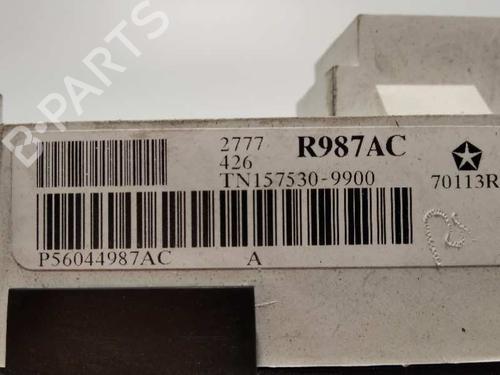 2777 R987AC
426
TN157530-9900 70113R
P56044987AC A
B-PARTS